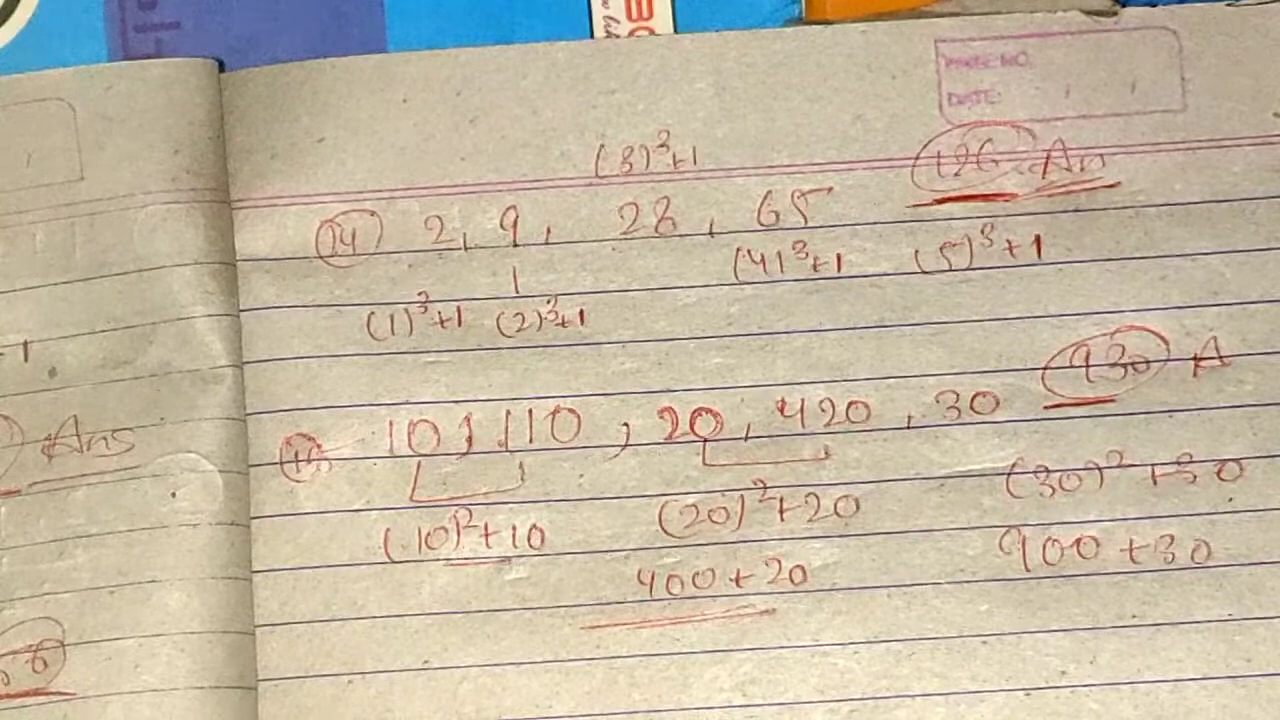 PAGE NO.
DATE: / /
(3)³+1
126 An
(14) 2, 9, 28, 65
(4)³+1 (5)³+1
(1)³+1 (2)³+1
Ans
930 A
10, 110, 20, 420, 30
(10)²+10 (20)²+20 (30)²+30
400+20 900+30